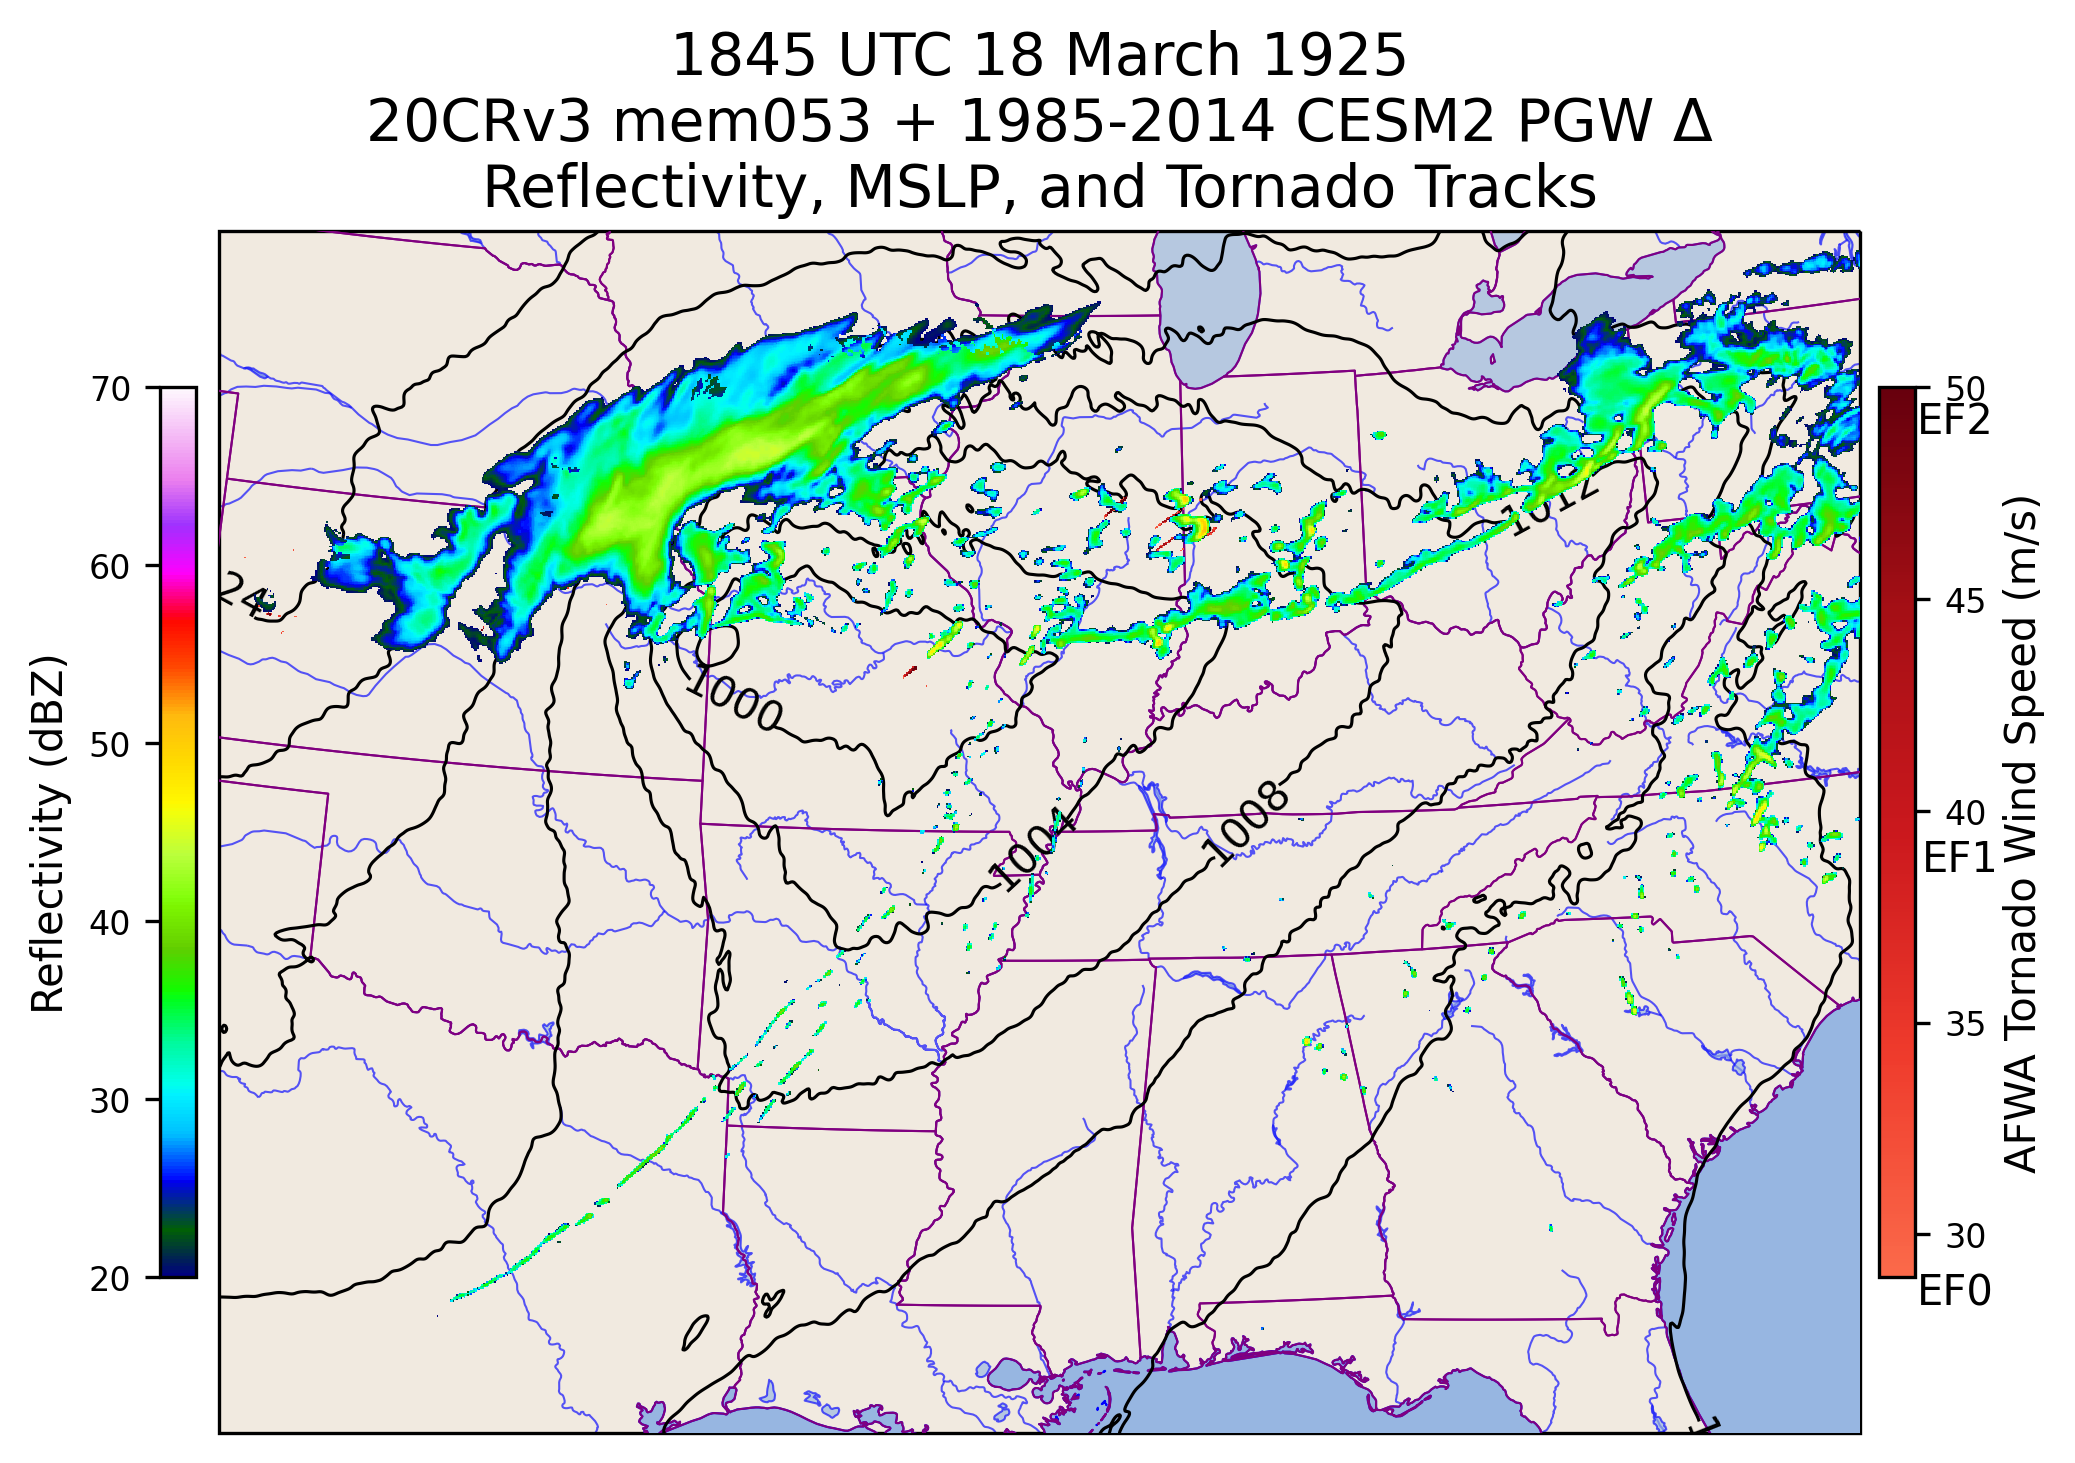 1845 UTC 18 March 1925
20CRv3 mem053 + 1985-2014 CESM2 PGW Δ
Reflectivity, MSLP, and Tornado Tracks
Reflectivity (dBZ)
70
60
50
40
30
20
24
1000
1004
1008
1012
50
EF2
45
40
EF1
35
30
EF0
AFWA Tornado Wind Speed (m/s)